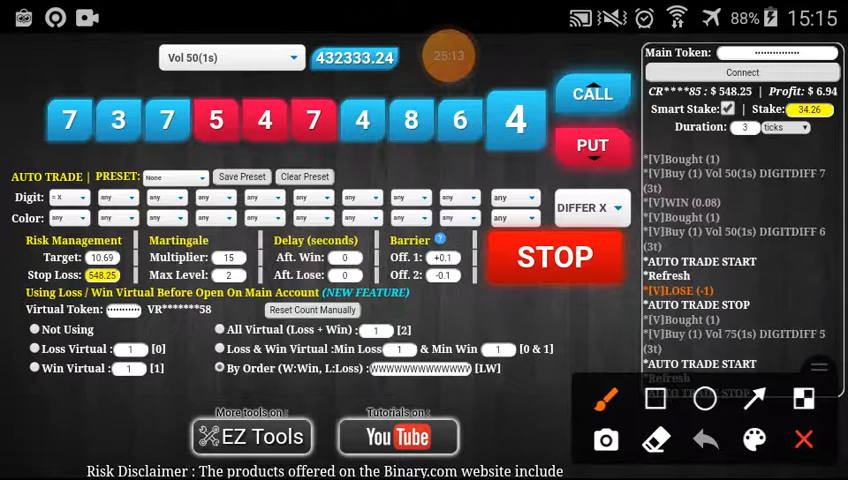 88% 15:15
Vol 50(1s) 432333.24 25:13
Main Token: ***************
Connect
CR****85 : $ 548.25 | Profit: $ 6.94
Smart Stake: | Stake: 34.26
Duration: 3 ticks
7 3 7 5 4 7 4 8 6 4
CALL
PUT
AUTO TRADE | PRESET: None Save Preset Clear Preset
Digit: = X any any any any any any any any any
Color: any any any any any any any any any any
DIFFER X
Risk Management Martingale Delay (seconds) Barrier ?
Target: 10.69 Multiplier: 15 Aft. Win: 0 Off. 1: +0.1
Stop Loss: 548.25 Max Level: 2 Aft. Loss: 0 Off. 2: -0.1
STOP
Using Loss / Win Virtual Before Open On Main Account (NEW FEATURE)
Virtual Token: VR*******58 Reset Count Manually
Not Using All Virtual (Loss + Win) : 1 [2]
Loss Virtual : 1 [0] Loss & Win Virtual :Min Loss 1 & Min Win 1 [0 & 1]
Win Virtual : 1 [1] By Order (W:Win, L:Loss) : [LW]
*[V]Bought (1)
*[V]Buy (1) Vol 50(1s) DIGITDIFF 7
(3t)
*[V]WIN (0.08)
*[V]Bought (1)
*[V]Buy (1) Vol 50(1s) DIGITDIFF 6
(3t)
*AUTO TRADE START
*Refresh
*[V]LOSE (-1)
*AUTO TRADE STOP
*[V]Bought (1)
*[V]Buy (1) Vol 75(1s) DIGITDIFF 5
(3t)
*AUTO TRADE START
*Refresh
*AUTO TRADE STOP
More tools on :
EZ Tools
Tutorials on :
YouTube
Risk Disclaimer : The products offered on the Binary.com website include